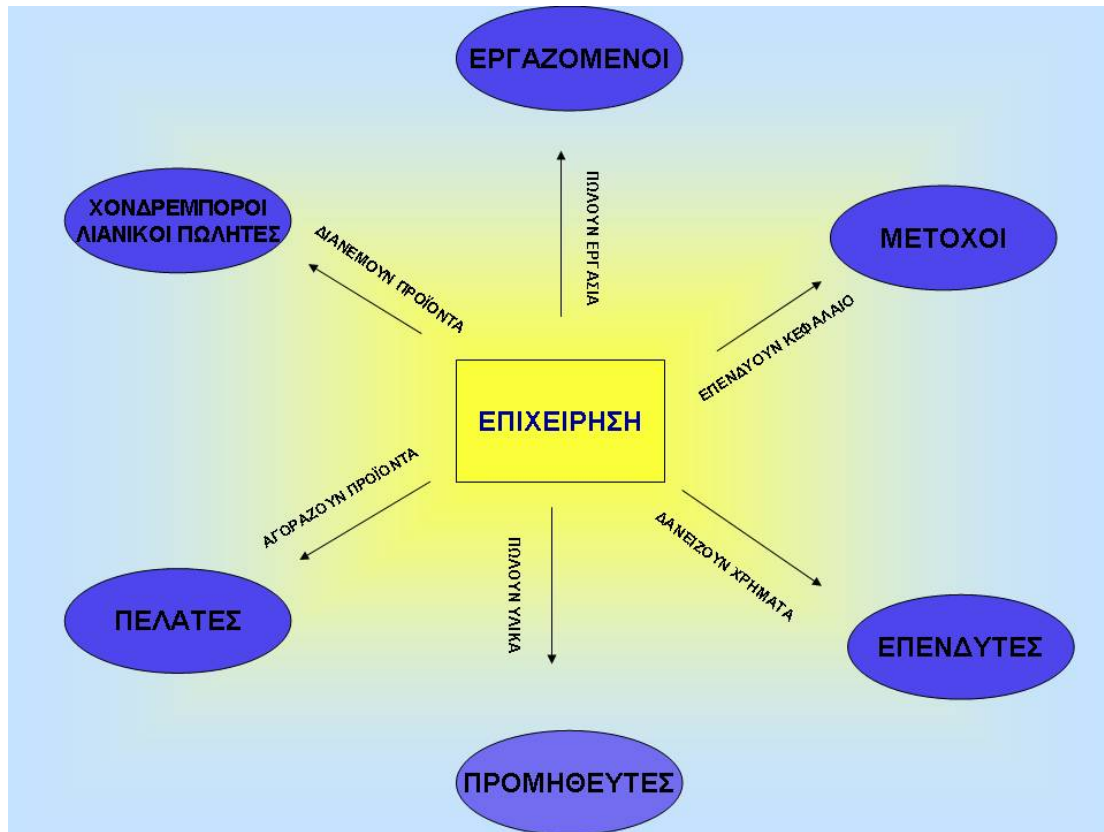 ΕΡΓΑΖΟΜΕΝΟΙ
ΠΩΛΟΥΝ ΕΡΓΑΣΙΑ
ΧΟΝΔΡΕΜΠΟΡΟΙ
ΛΙΑΝΙΚΟΙ ΠΩΛΗΤΕΣ
ΔΙΑΝΕΜΟΥΝ ΠΡΟΪΟΝΤΑ
ΜΕΤΟΧΟΙ
ΕΠΕΝΔΥΟΥΝ ΚΕΦΑΛΑΙΟ
ΕΠΙΧΕΙΡΗΣΗ
ΑΓΟΡΑΖΟΥΝ ΠΡΟΪΟΝΤΑ
ΠΕΛΑΤΕΣ
ΠΩΛΟΥΝ ΥΛΙΚΑ
ΔΑΝΕΙΖΟΥΝ ΧΡΗΜΑΤΑ
ΕΠΕΝΔΥΤΕΣ
ΠΡΟΜΗΘΕΥΤΕΣ